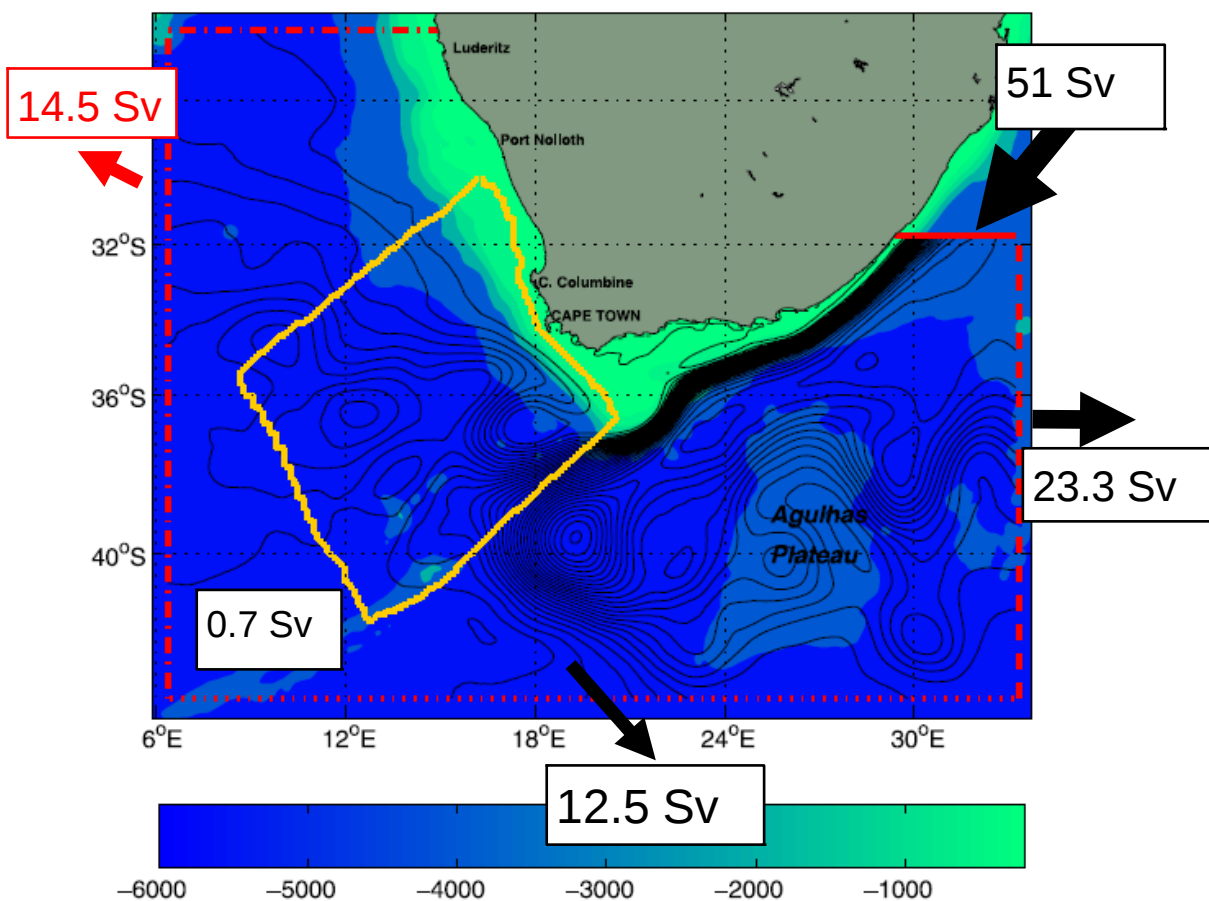 Luderitz
14.5 Sv
51 Sv
Port Nolloth
32°S
C. Columbine
CAPE TOWN
36°S
23.3 Sv
Agulhas
Plateau
40°S
0.7 Sv
6°E
12°E
18°E
24°E
30°E
12.5 Sv
−6000
−5000
−4000
−3000
−2000
−1000